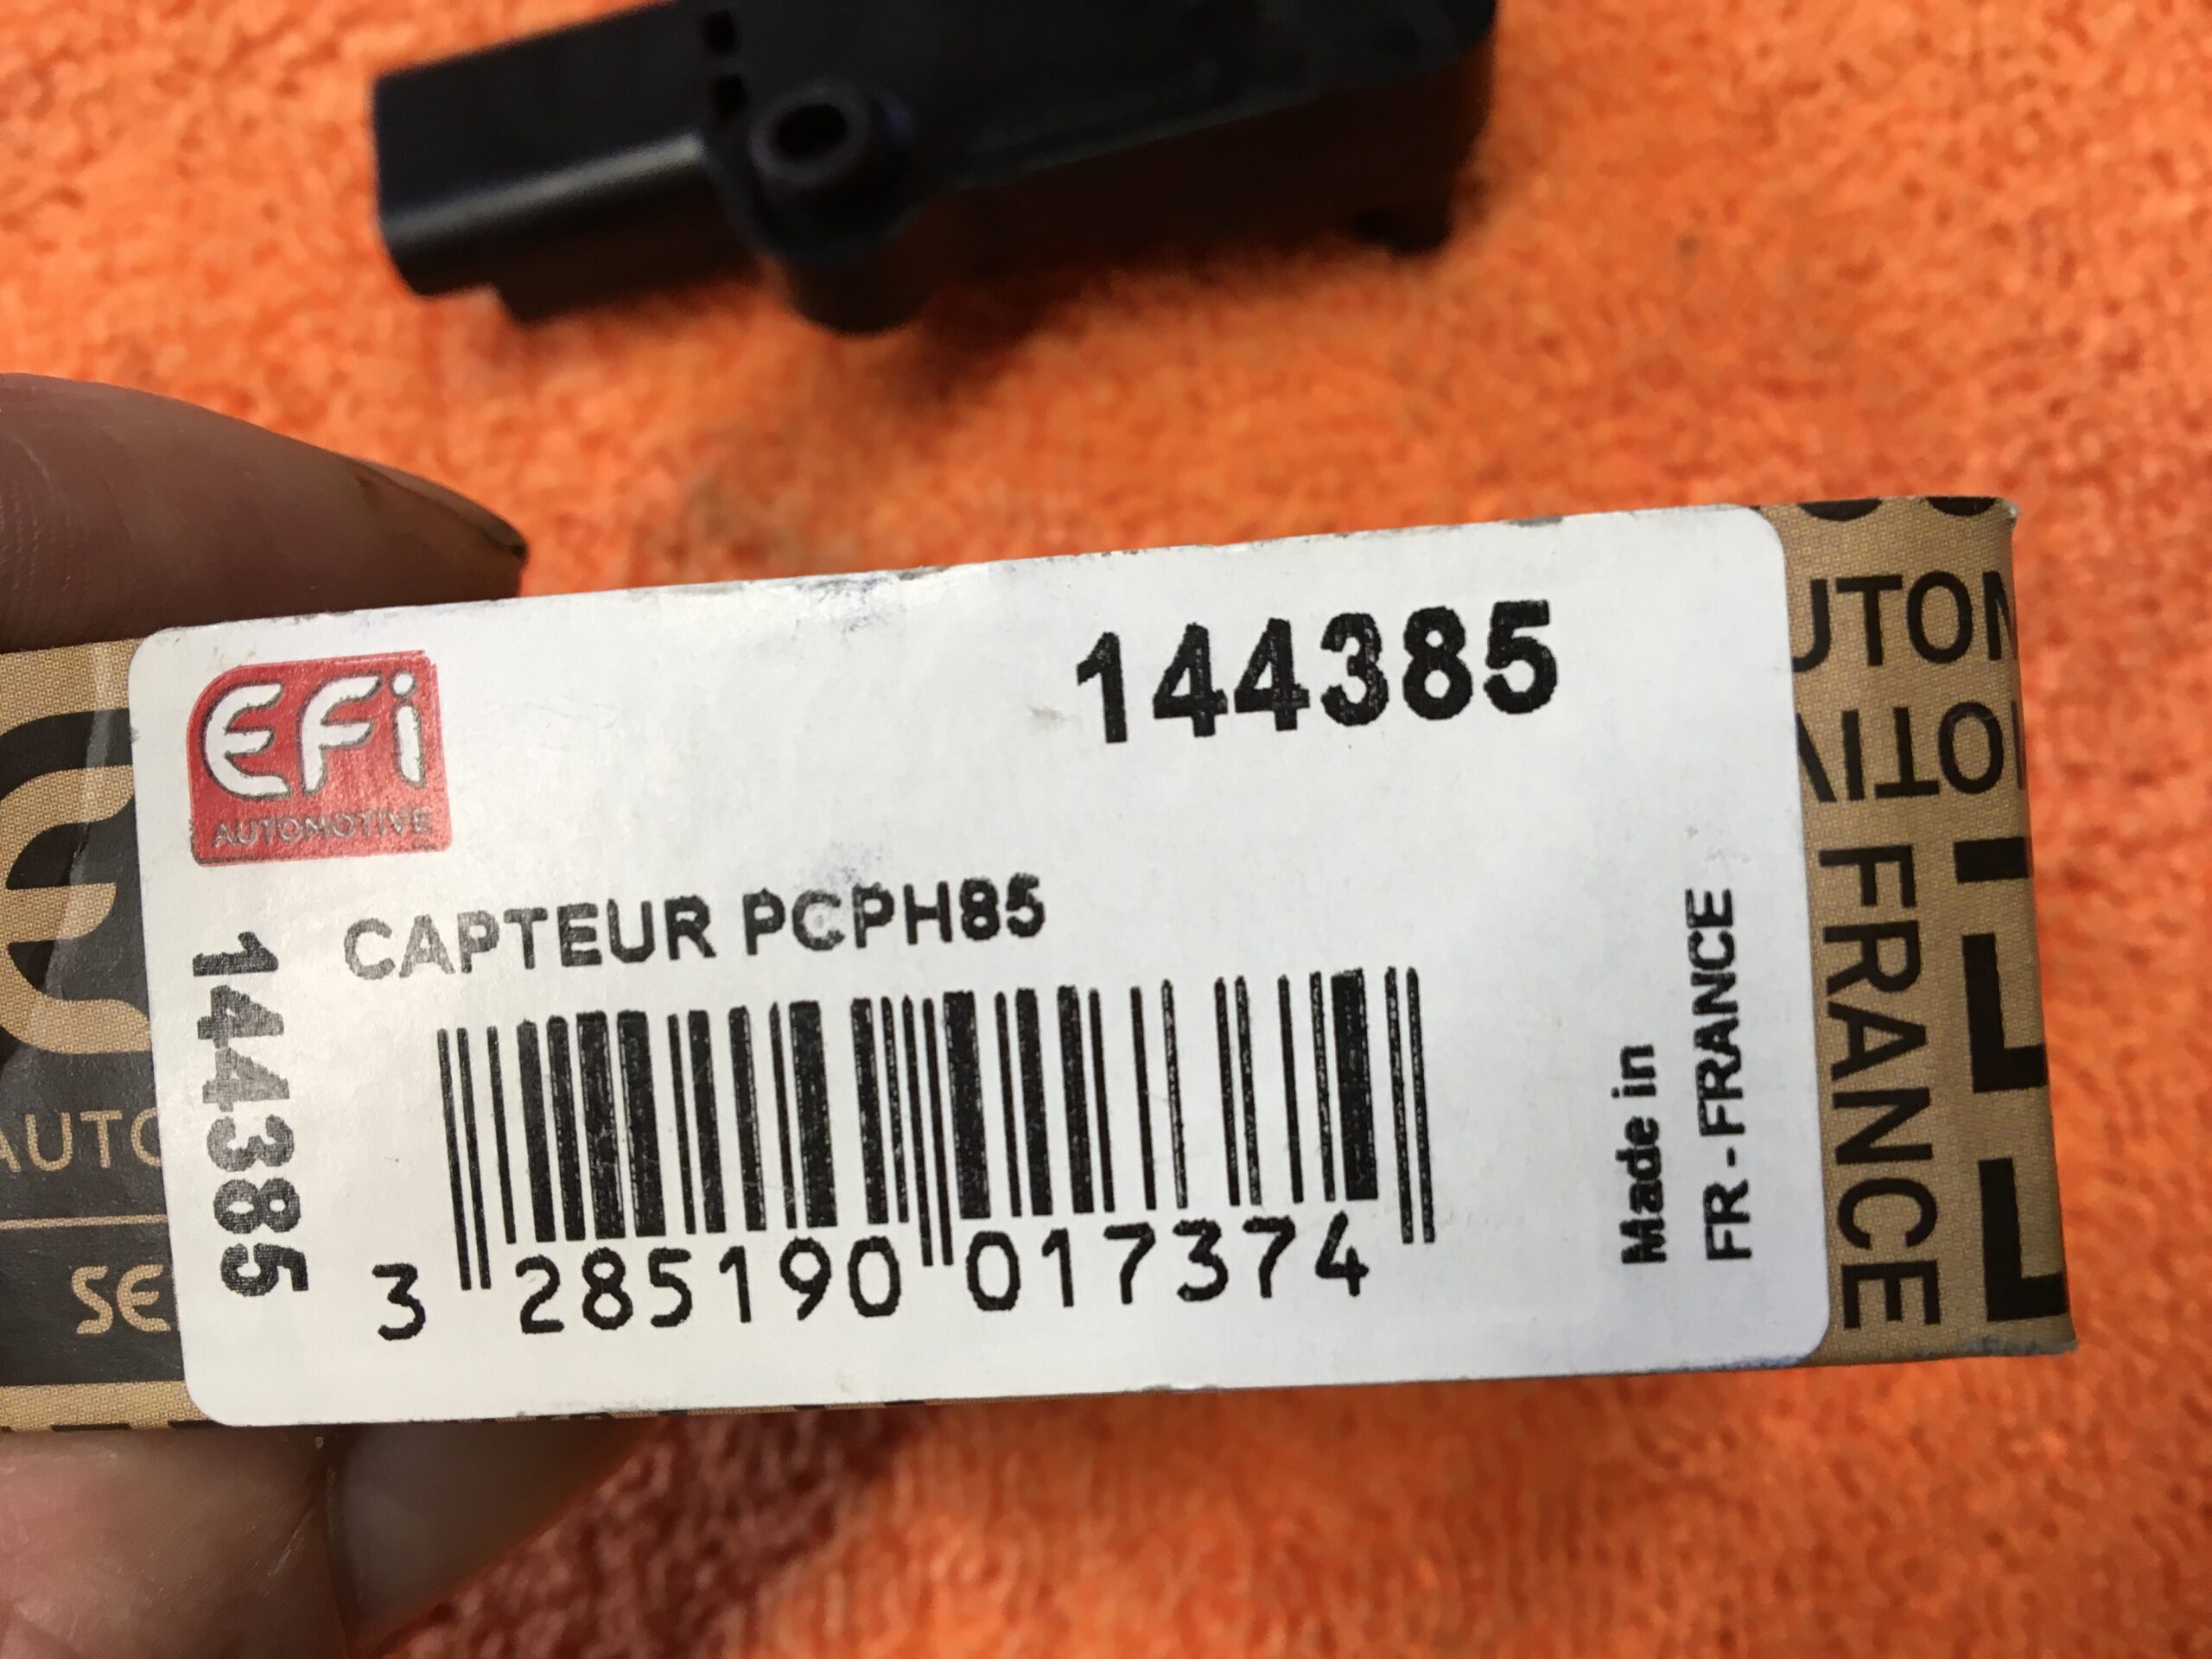 EFi
AUTOMOTIVE
144385
CAPTEUR PCPH85
144385
3 285190 017374
Made in
FR - FRANCE
FRANCE